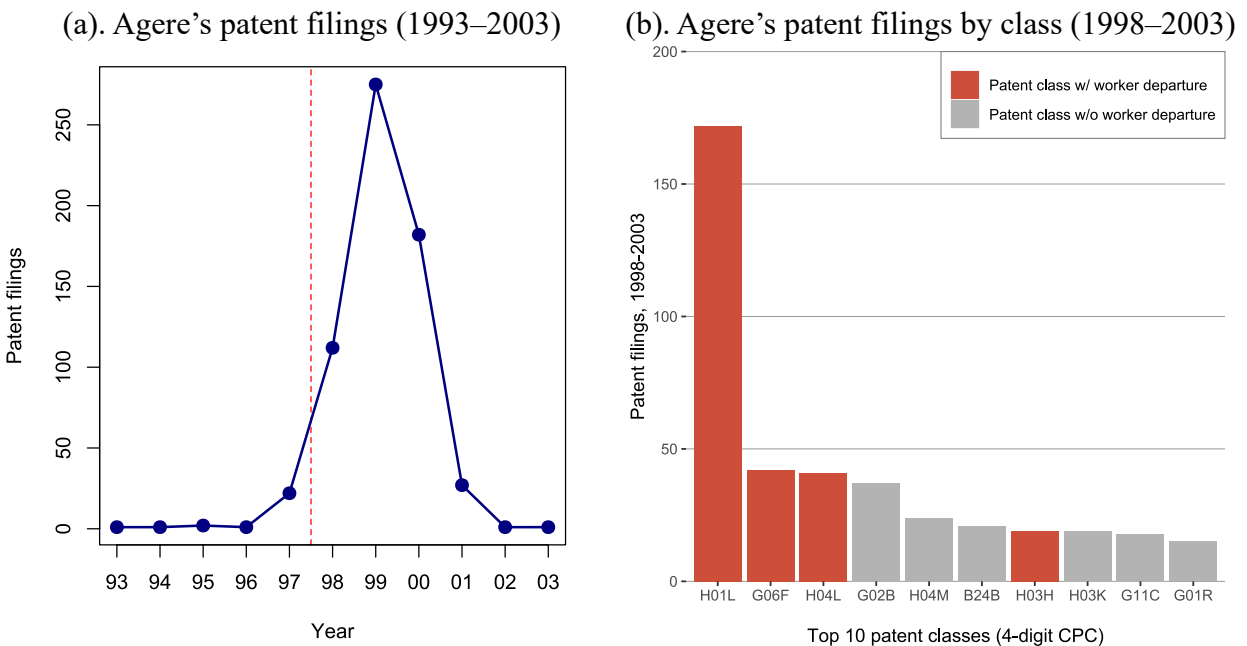 (a). Agere’s patent filings (1993–2003)
Patent filings
250
200
150
100
50
0
93 94 95 96 97 98 99 00 01 02 03
Year
(b). Agere’s patent filings by class (1998–2003)
Patent class w/ worker departure
Patent class w/o worker departure
Patent filings, 1998-2003
200
150
100
50
0
H01L G06F H04L G02B H04M B24B H03H H03K G11C G01R
Top 10 patent classes (4-digit CPC)